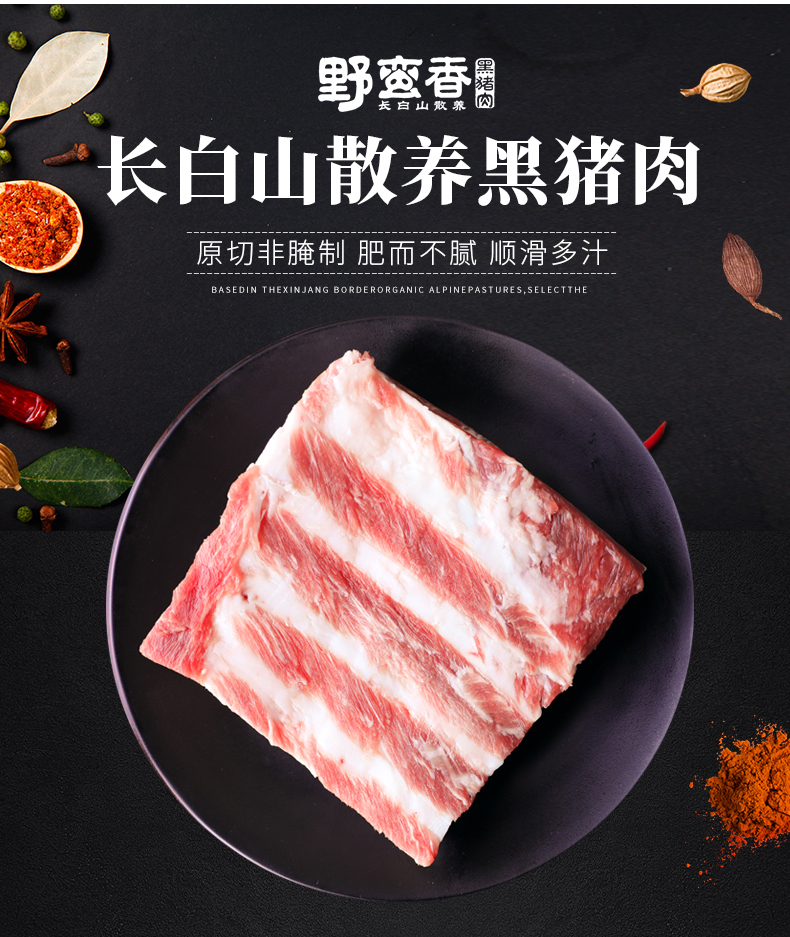 野蛮香 黑猪肉
长白山散养
长白山散养黑猪肉
原切非腌制 肥而不腻 顺滑多汁
BASEDIN THEXINJANG BORDERORGANIC ALPINEPASTURES,SELECTTHE